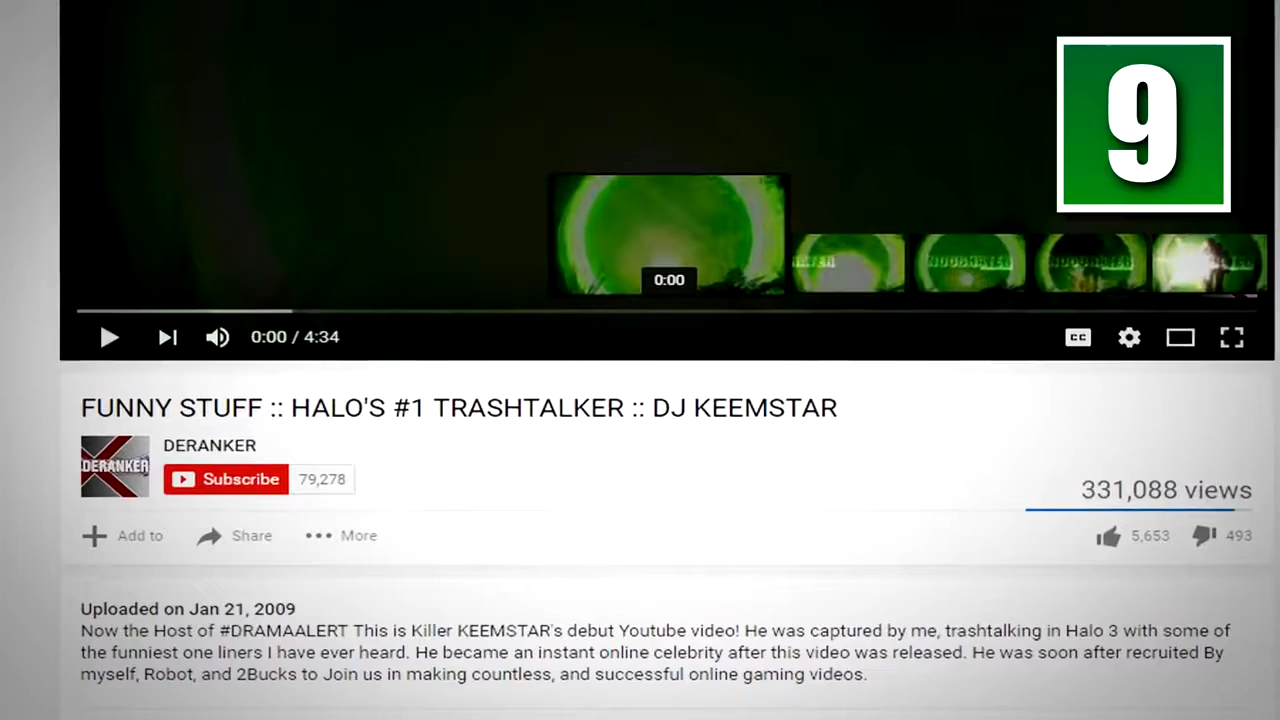 9
NOOBHATER
NOOBHATER
0:00
0:00 / 4:34
CC
FUNNY STUFF :: HALO'S #1 TRASHTALKER :: DJ KEEMSTAR
DERANKER
DERANKER
Subscribe 79,278
331,088 views
Add to Share More
5,653 493
Uploaded on Jan 21, 2009
Now the Host of #DRAMAALERT This is Killer KEEMSTAR's debut Youtube video! He was captured by me, trashtalking in Halo 3 with some of
the funniest one liners I have ever heard. He became an instant online celebrity after this video was released. He was soon after recruited By
myself, Robot, and 2Bucks to Join us in making countless, and successful online gaming videos.